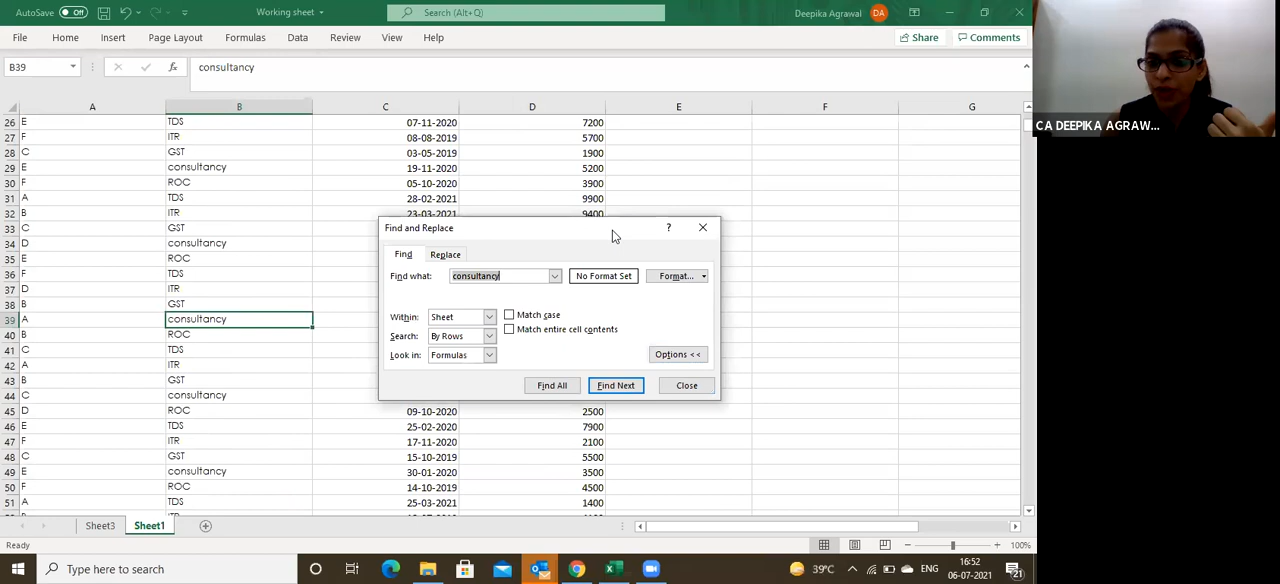 AutoSave Off Working sheet Search (Alt+Q) Deepika Agrawal DA
File Home Insert Page Layout Formulas Data Review View Help Share Comments
B39 fx consultancy
A B C D E F G
26 E TDS 07-11-2020 7200
27 F ITR 08-08-2019 5700
28 C GST 03-05-2019 1900
29 E consultancy 19-11-2020 5200
30 F ROC 05-10-2020 3900
31 A TDS 28-02-2021 9900
32 B ITR 23-03-2021 9400
33 C GST
34 D consultancy
35 E ROC
36 F TDS
37 D ITR
38 B GST
39 A consultancy
40 B ROC
41 C TDS
42 A ITR
43 B GST
44 C consultancy
45 D ROC 09-10-2020 2500
46 E TDS 25-02-2020 7900
47 F ITR 17-11-2020 2100
48 C GST 15-10-2019 5500
49 E consultancy 30-01-2020 3500
50 F ROC 14-10-2019 4500
51 A TDS 25-03-2021 1400
Find and Replace ?
Find Replace
Find what: consultancy No Format Set Format...
Within: Sheet Match case
Search: By Rows Match entire cell contents
Look in: Formulas Options <<
Find All Find Next Close
Sheet3 Sheet1
Ready 100%
Type here to search 39°C ENG 16:52
06-07-2021 21
CA DEEPIKA AGRAW...